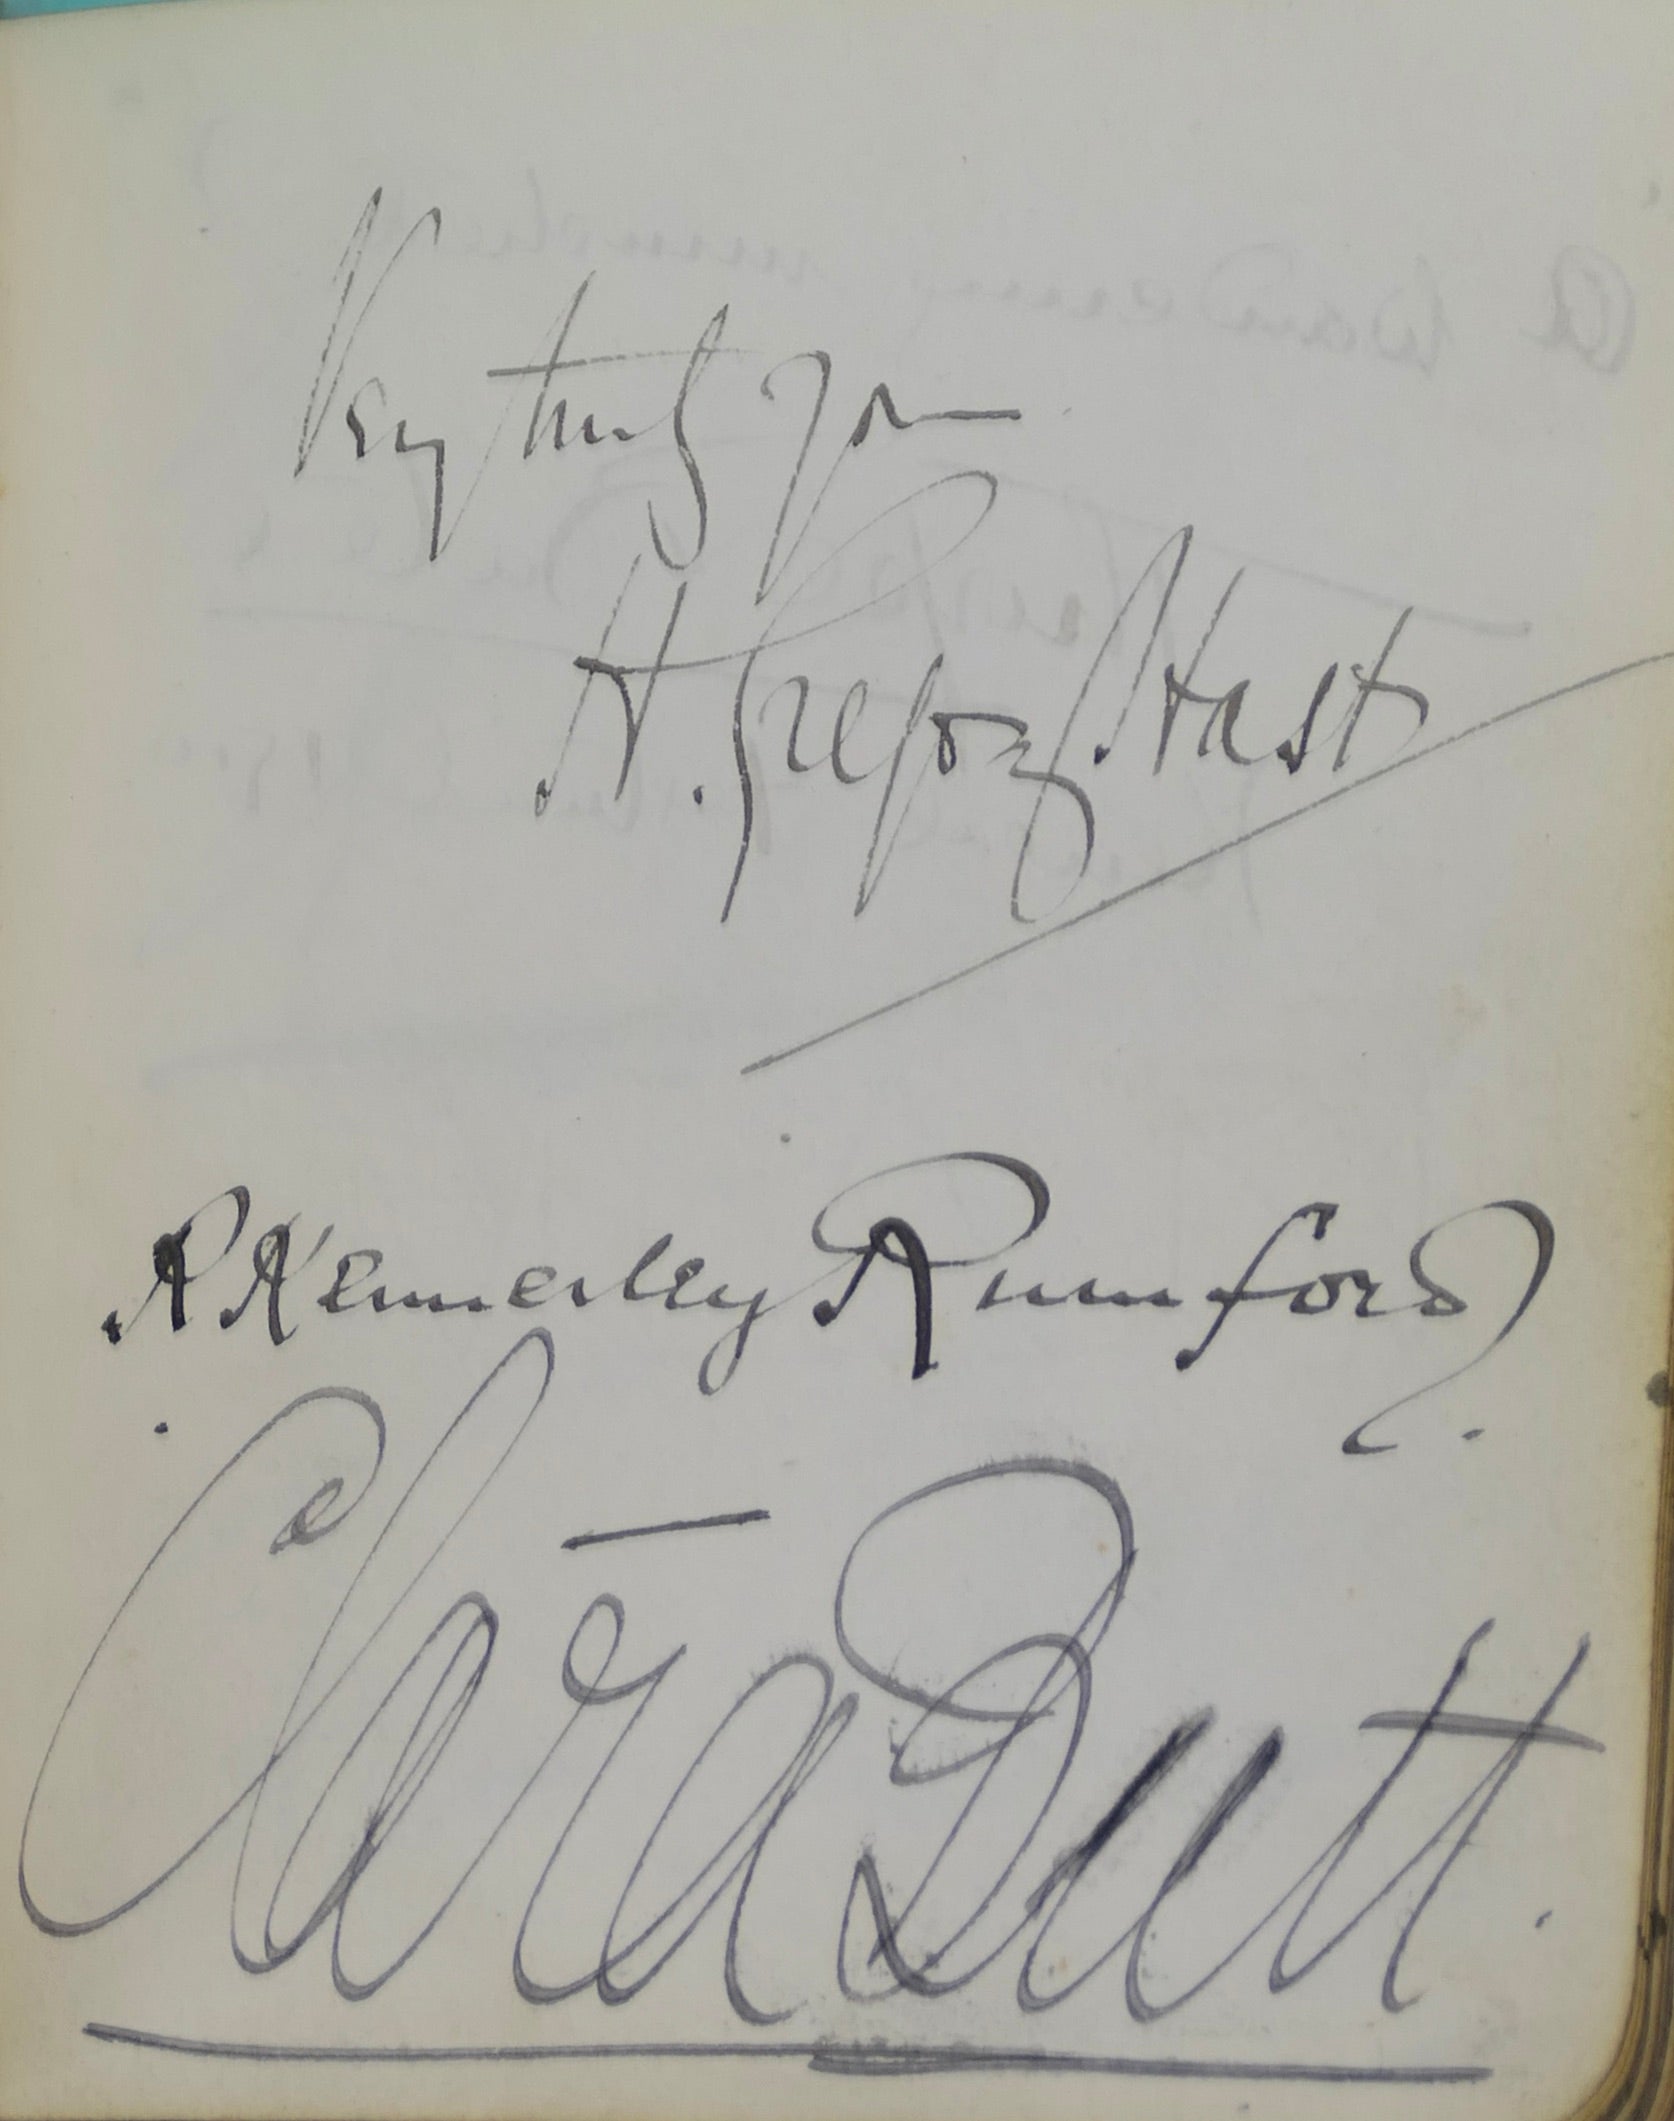 Very truly yours
H. Gregory Hast
R Kennerley Rumford.
Clara Butt.